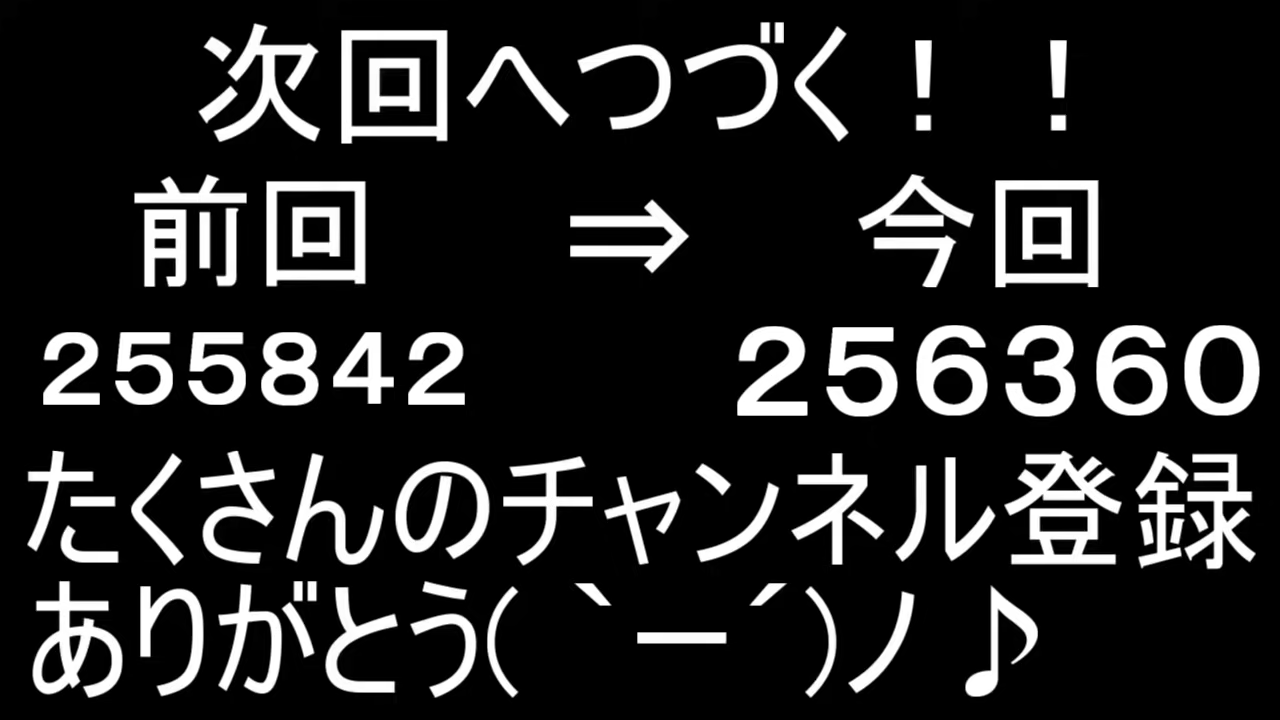 次回へつづく！！
前回　⇒　今回
２５５８４２　２５６３６０
たくさんのチャンネル登録
ありがとう(｀ー´)ノ♪